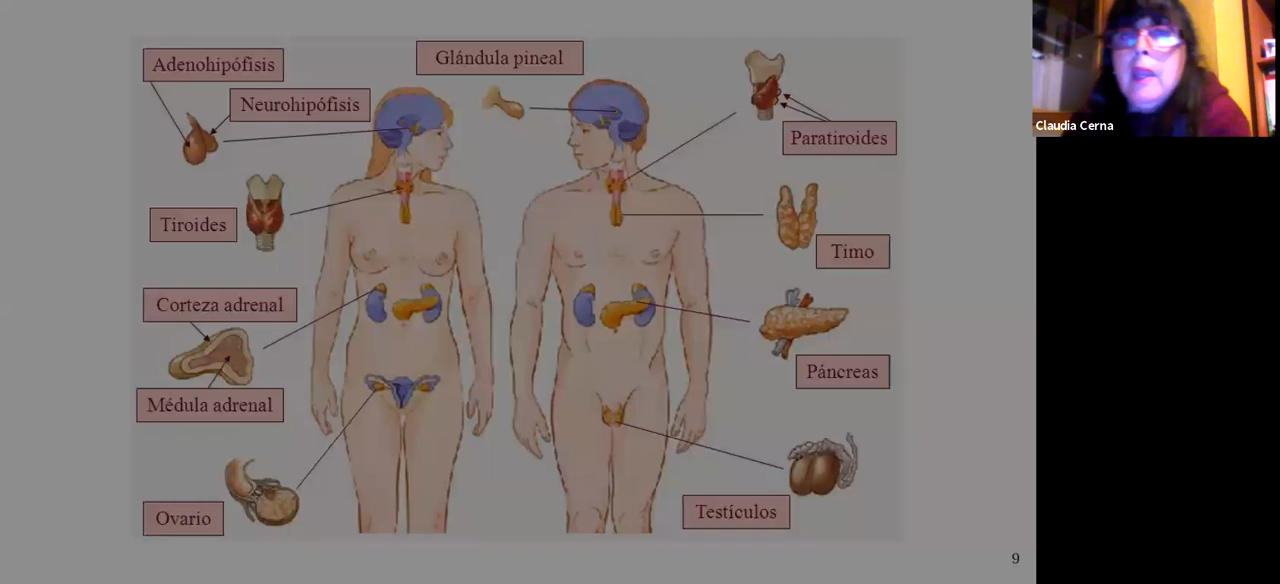 Adenohipófisis
Glándula pineal
Neurohipófisis
Paratiroides
Tiroides
Timo
Corteza adrenal
Médula adrenal
Páncreas
Ovario
Testículos
9
Claudia Cerna